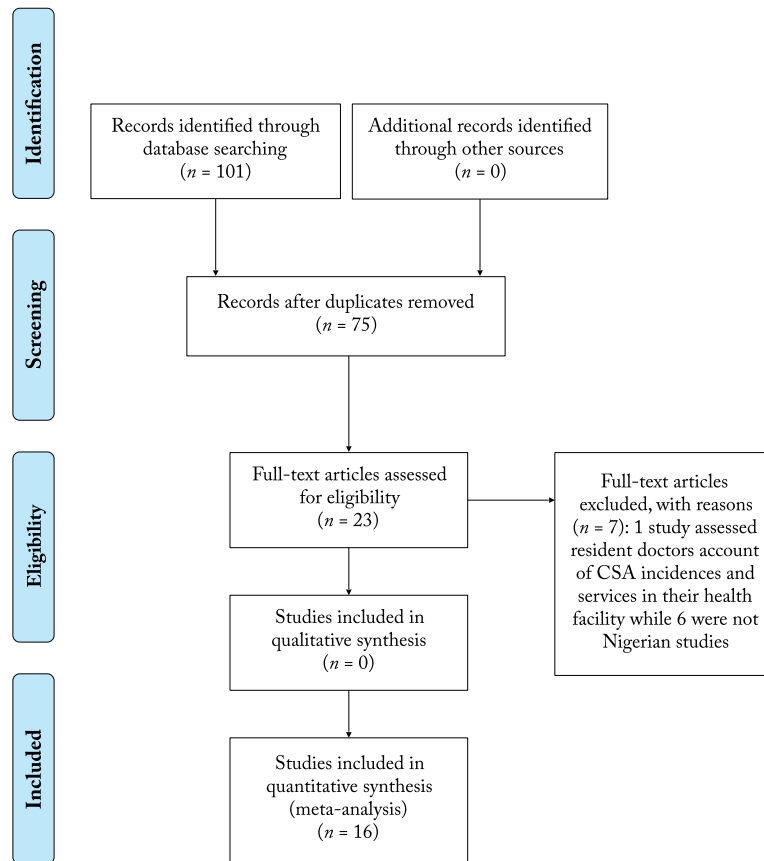 Identification
Records identified through
database searching
(n = 101)
Additional records identified
through other sources
(n = 0)
Screening
Records after duplicates removed
(n = 75)
Eligibility
Full-text articles assessed
for eligibility
(n = 23)
Full-text articles
excluded, with reasons
(n = 7): 1 study assessed
resident doctors account
of CSA incidences and
services in their health
facility while 6 were not
Nigerian studies
Studies included in
qualitative synthesis
(n = 0)
Included
Studies included in
quantitative synthesis
(meta-analysis)
(n = 16)